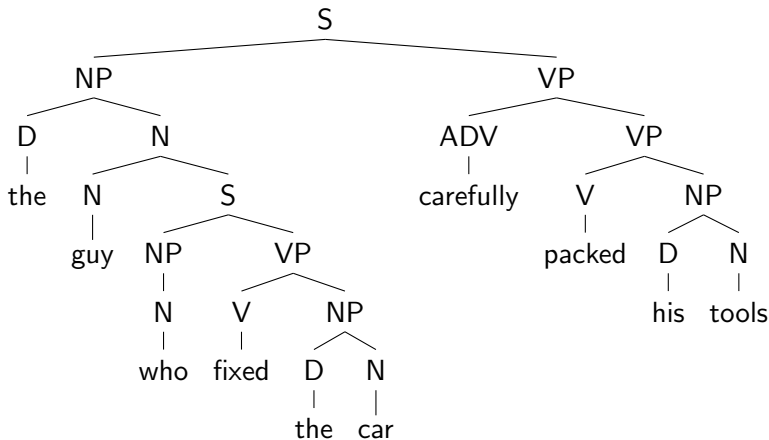 S
NP VP
D N ADV VP
the N S carefully V NP
guy NP VP packed D N
N V NP his tools
who fixed D N
the car